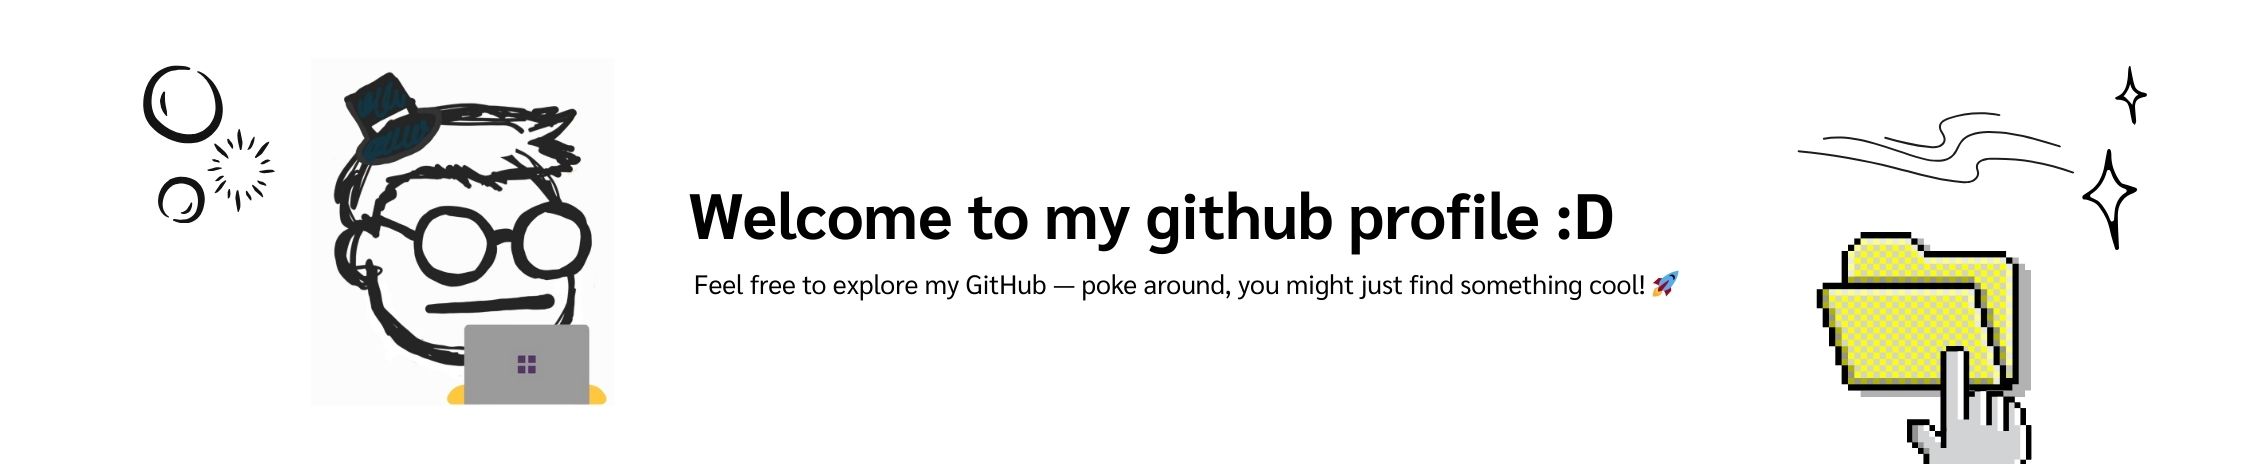 Welcome to my github profile :D
Feel free to explore my GitHub — poke around, you might just find something cool! 🚀